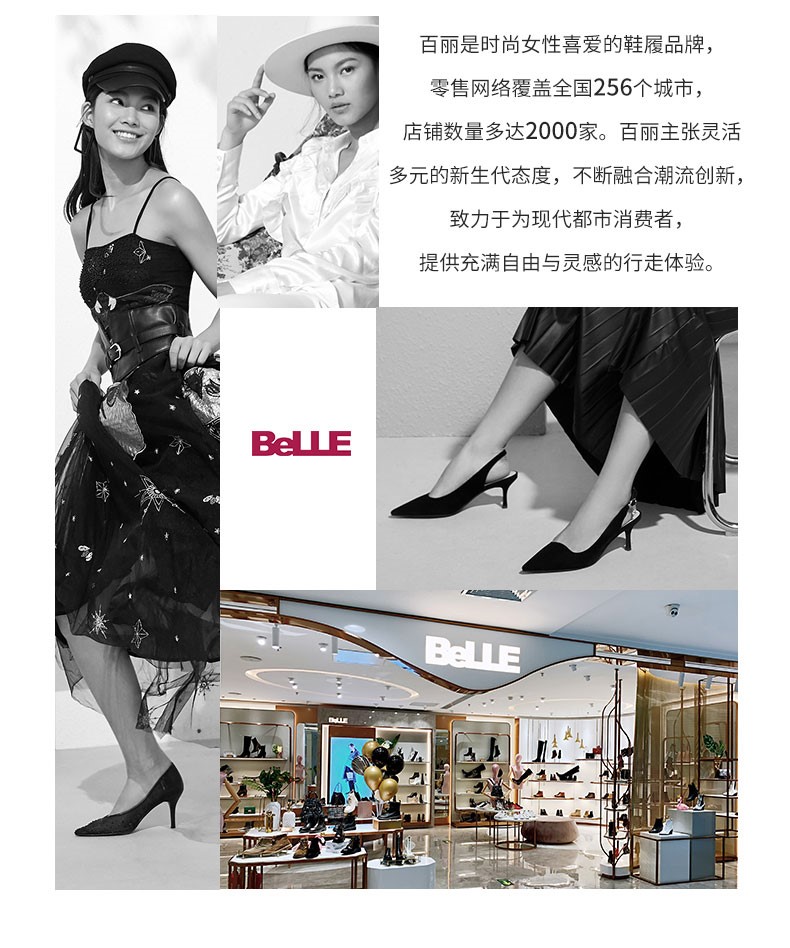 百丽是时尚女性喜爱的鞋履品牌，
零售网络覆盖全国256个城市，
店铺数量多达2000家。百丽主张灵活
多元的新生代态度，不断融合潮流创新，
致力于为现代都市消费者，
提供充满自由与灵感的行走体验。
BeLLE
BeLLE
BeLLE